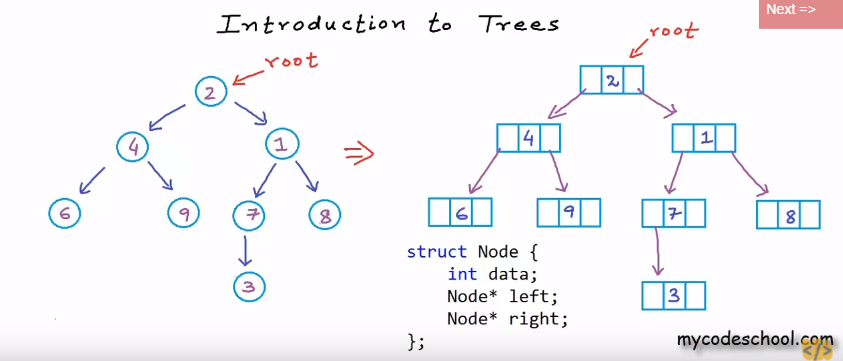 Next =>
Introduction to Trees
root
2
4
1
6
9
7
8
3
root
2
4
1
6
9
7
8
3
struct Node {
int data;
Node* left;
Node* right;
};
mycodeschool.com
</>